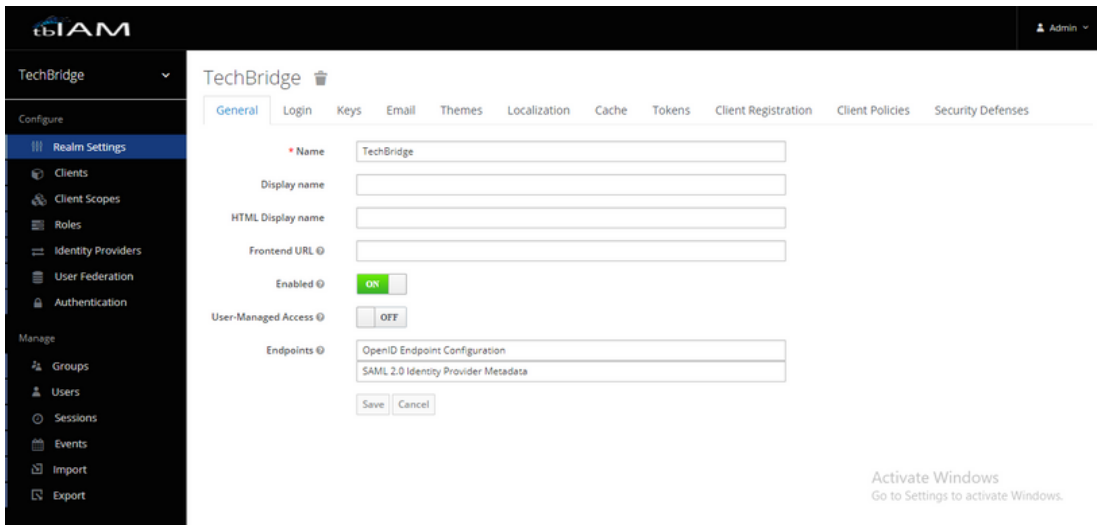 tbIAM
Admin
TechBridge
Configure
Realm Settings
Clients
Client Scopes
Roles
Identity Providers
User Federation
Authentication
Manage
Groups
Users
Sessions
Events
Import
Export
TechBridge
General Login Keys Email Themes Localization Cache Tokens Client Registration Client Policies Security Defenses
* Name TechBridge
Display name
HTML Display name
Frontend URL
Enabled ON
User-Managed Access OFF
Endpoints OpenID Endpoint Configuration
SAML 2.0 Identity Provider Metadata
Save Cancel
Activate Windows
Go to Settings to activate Windows.